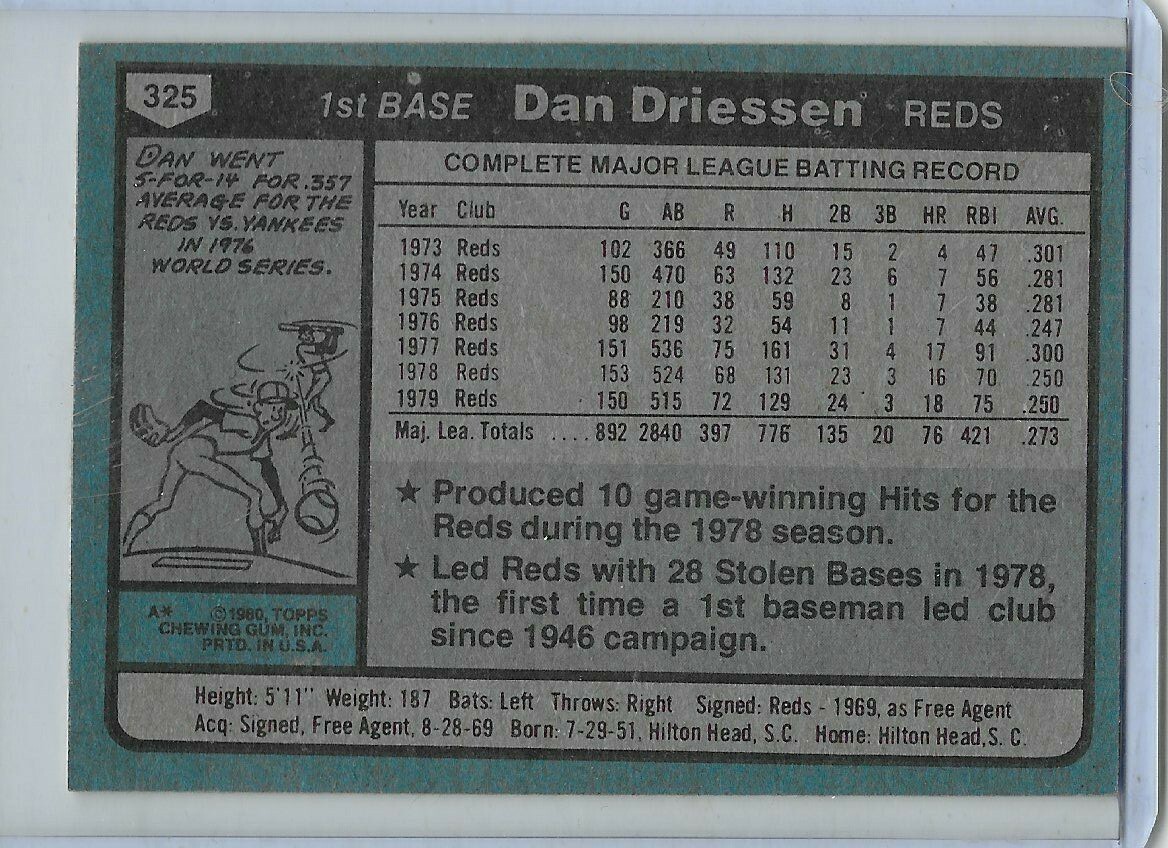 325
1st BASE Dan Driessen REDS
DAN WENT
5-FOR-14 FOR .357
AVERAGE FOR THE
REDS VS. YANKEES
IN 1976
WORLD SERIES.
COMPLETE MAJOR LEAGUE BATTING RECORD
Year Club G AB R H 2B 3B HR RBI AVG.
1973 Reds 102 366 49 110 15 2 4 47 .301
1974 Reds 150 470 63 132 23 6 7 56 .281
1975 Reds 88 210 38 59 8 1 7 38 .281
1976 Reds 98 219 32 54 11 1 7 44 .247
1977 Reds 151 536 75 161 31 4 17 91 .300
1978 Reds 153 524 68 131 23 3 16 70 .250
1979 Reds 150 515 72 129 24 3 18 75 .250
Maj. Lea. Totals ....892 2840 397 776 135 20 76 421 .273
★ Produced 10 game-winning Hits for the
Reds during the 1978 season.
★ Led Reds with 28 Stolen Bases in 1978,
the first time a 1st baseman led club
since 1946 campaign.
A* ©1980, TOPPS
CHEWING GUM, INC.
PRTD. IN U.S.A.
Height: 5'11" Weight: 187 Bats: Left Throws: Right Signed: Reds - 1969, as Free Agent
Acq: Signed, Free Agent, 8-28-69 Born: 7-29-51, Hilton Head, S.C. Home: Hilton Head, S. C.